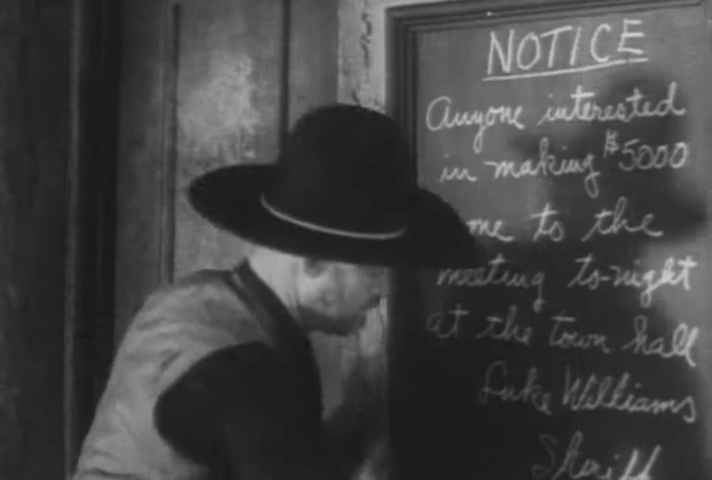 NOTICE
Anyone interested
in making $5000
me to the
meeting to-night
at the town hall
Luke Williams
Sheriff